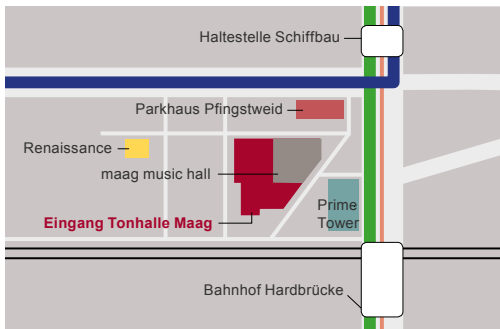 Haltestelle Schiffbau
Parkhaus Pfingstweid
Renaissance
maag music hall
Eingang Tonhalle Maag
Prime
Tower
Bahnhof Hardbrücke